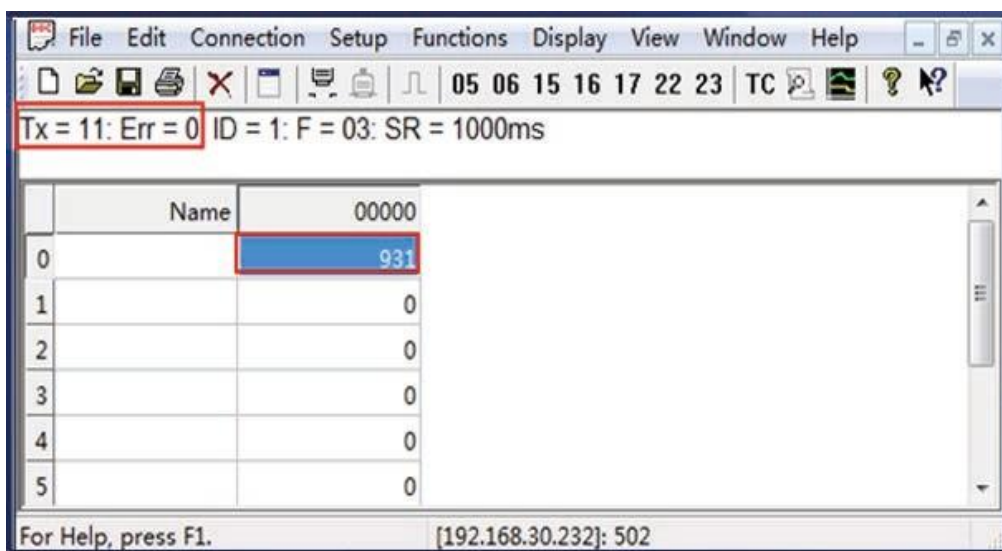 File Edit Connection Setup Functions Display View Window Help
05 06 15 16 17 22 23 TC
Tx = 11: Err = 0 ID = 1: F = 03: SR = 1000ms
Name 00000
0 931
1 0
2 0
3 0
4 0
5 0
For Help, press F1. [192.168.30.232]: 502